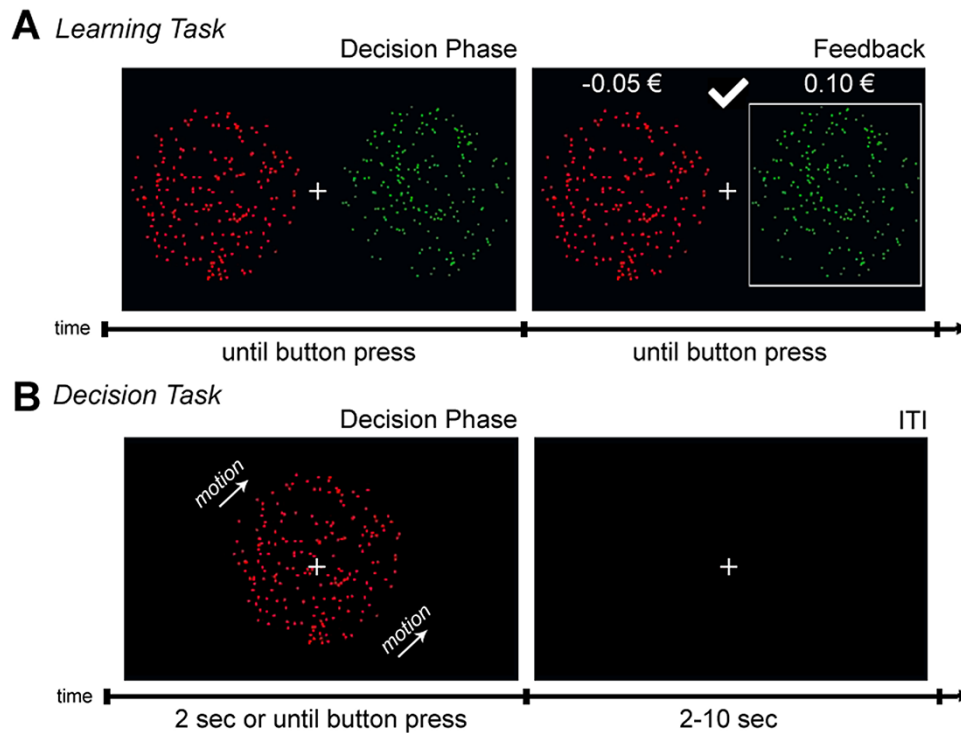 A Learning Task
Decision Phase
Feedback
-0.05 €
0.10 €
time
until button press
until button press
B Decision Task
Decision Phase
ITI
motion
motion
time
2 sec or until button press
2-10 sec